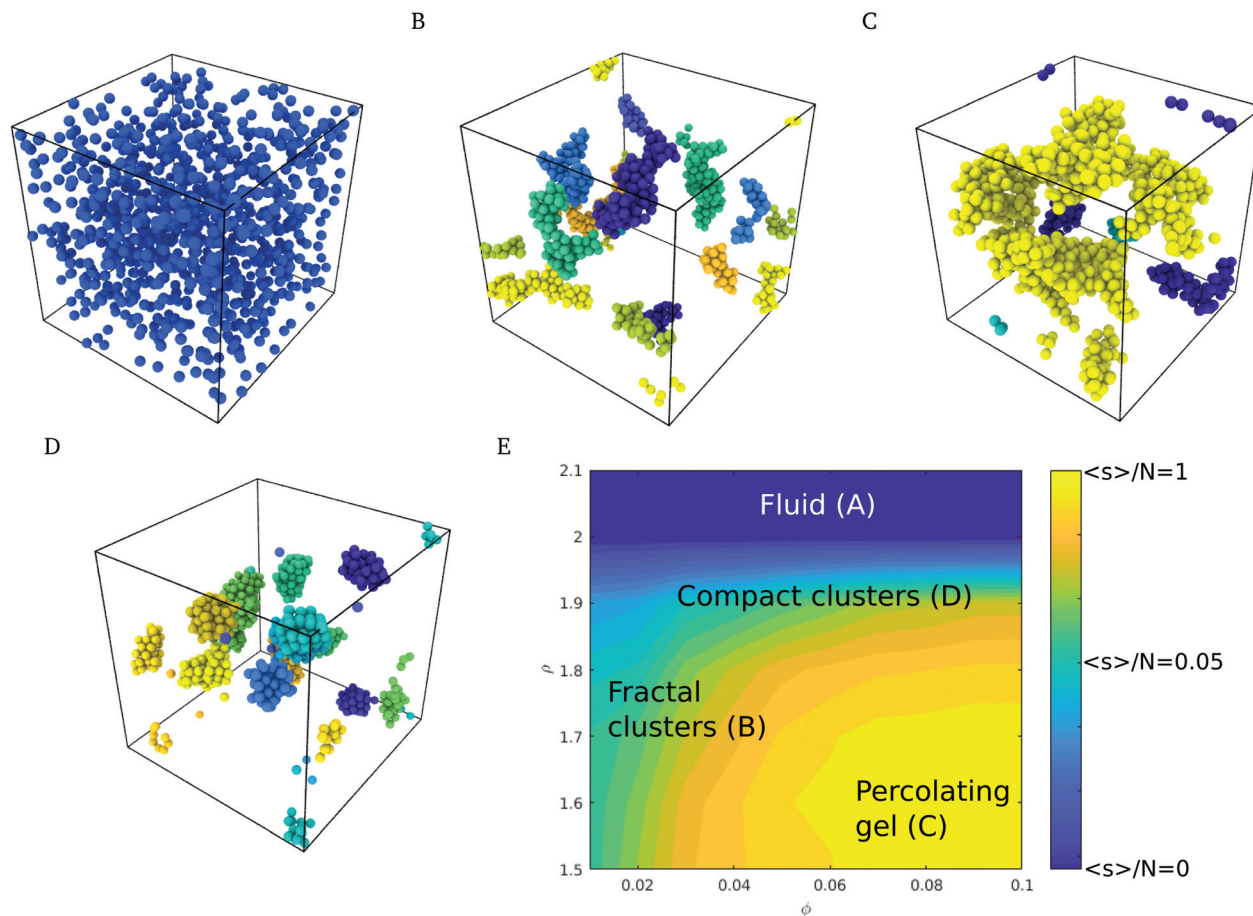 B
C
D
E
2.1
2
1.9
1.8
1.7
1.6
1.5
ρ
Fluid (A)
Compact clusters (D)
Fractal
clusters (B)
Percolating
gel (C)
0.02 0.04 0.06 0.08 0.1
ϕ
<s>/N=1
<s>/N=0.05
<s>/N=0